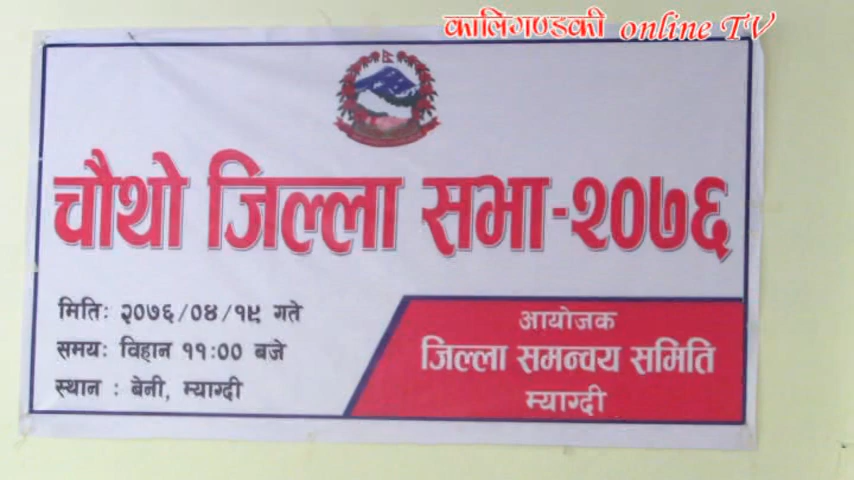 कालिगण्डकी online TV
चौथो जिल्ला सभा-२०७६
मिति: २०७६/०४/१९ गते
समय: विहान ११:०० बजे
स्थान : बेनी, म्याग्दी
आयोजक
जिल्ला समन्वय समिति
म्याग्दी